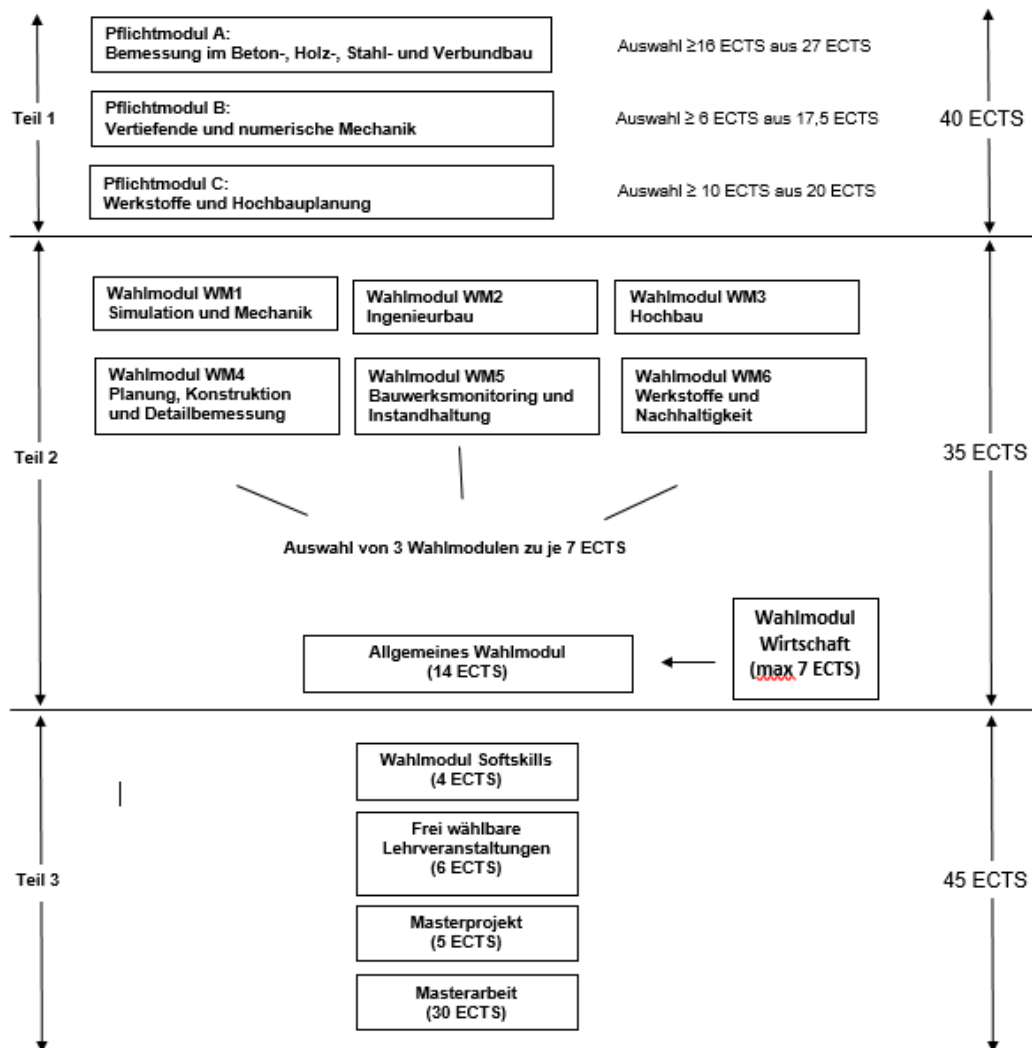 Pflichtmodul A:
Bemessung im Beton-, Holz-, Stahl- und Verbundbau
Auswahl ≥16 ECTS aus 27 ECTS
Teil 1
Pflichtmodul B:
Vertiefende und numerische Mechanik
Auswahl ≥ 6 ECTS aus 17,5 ECTS
40 ECTS
Pflichtmodul C:
Werkstoffe und Hochbauplanung
Auswahl ≥ 10 ECTS aus 20 ECTS
Wahlmodul WM1
Simulation und Mechanik
Wahlmodul WM2
Ingenieurbau
Wahlmodul WM3
Hochbau
Wahlmodul WM4
Planung, Konstruktion
und Detailbemessung
Wahlmodul WM5
Bauwerksmonitoring und
Instandhaltung
Wahlmodul WM6
Werkstoffe und
Nachhaltigkeit
Teil 2
35 ECTS
Auswahl von 3 Wahlmodulen zu je 7 ECTS
Allgemeines Wahlmodul
(14 ECTS)
Wahlmodul
Wirtschaft
(max 7 ECTS)
Wahlmodul Softskills
(4 ECTS)
Frei wählbare
Lehrveranstaltungen
(6 ECTS)
Teil 3
45 ECTS
Masterprojekt
(5 ECTS)
Masterarbeit
(30 ECTS)